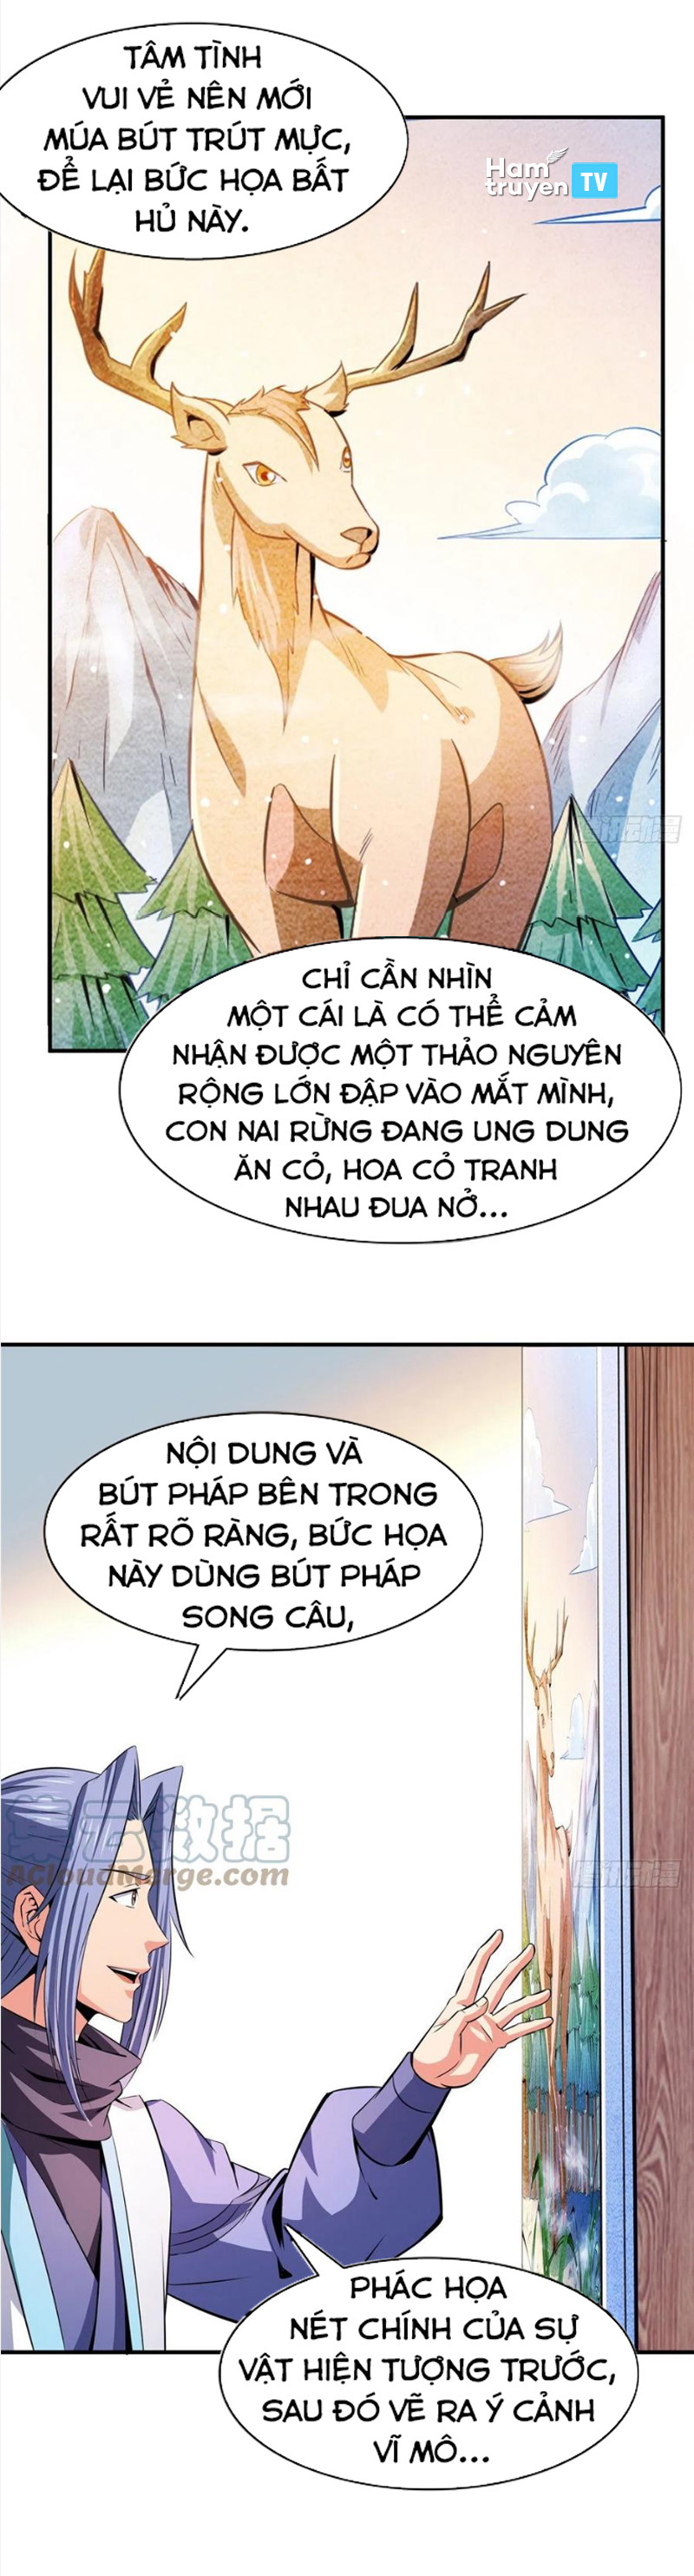 TÂM TÌNH
VUI VẺ NÊN MỚI
MÚA BÚT TRÚT MỰC,
ĐỂ LẠI BỨC HỌA BẤT
HỦ NÀY.
Ham
truyen TV
CHỈ CẦN NHÌN
MỘT CÁI LÀ CÓ THỂ CẢM
NHẬN ĐƯỢC MỘT THẢO NGUYÊN
RỘNG LỚN ĐẬP VÀO MẮT MÌNH,
CON NAI RỪNG ĐANG UNG DUNG
ĂN CỎ, HOA CỎ TRANH
NHAU ĐUA NỞ...
NỘI DUNG VÀ
BÚT PHÁP BÊN TRONG
RẤT RÕ RÀNG, BỨC HỌA
NÀY DÙNG BÚT PHÁP
SONG CÂU,
云数据
ACloudMerge.com
PHÁC HỌA
NÉT CHÍNH CỦA SỰ
VẬT HIỆN TƯỢNG TRƯỚC,
SAU ĐÓ VẼ RA Ý CẢNH
VĨ MÔ...